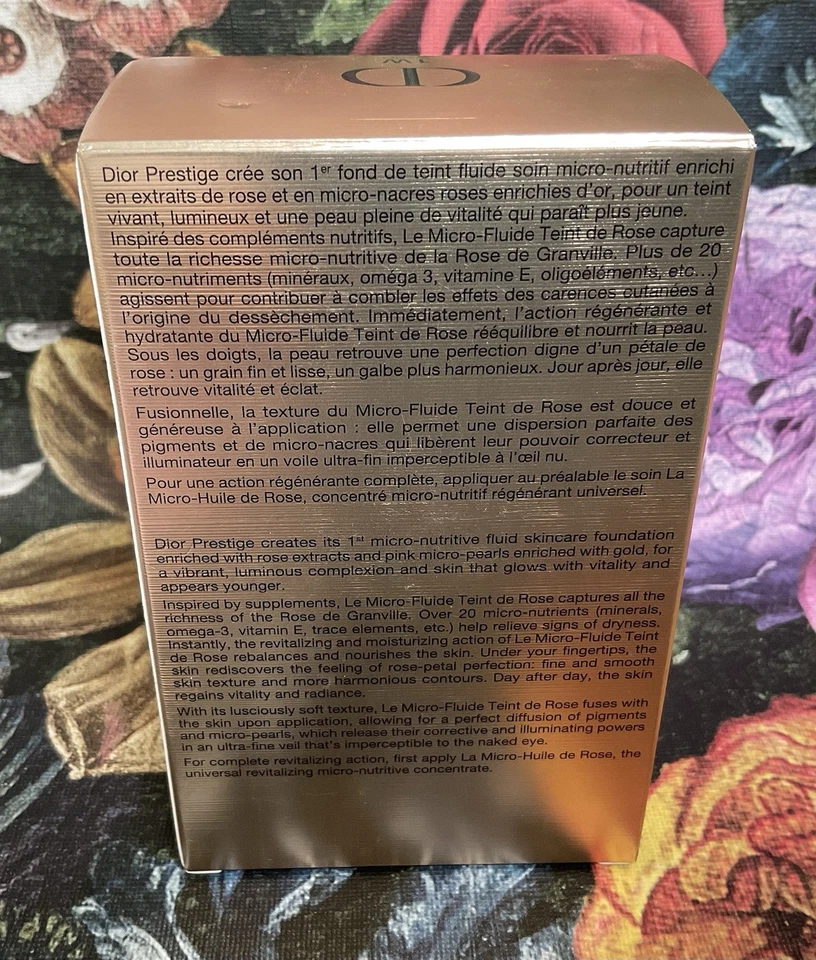 CD
1W
Dior Prestige crée son 1er fond de teint fluide soin micro-nutritif enrichi
en extraits de rose et en micro-nacres roses enrichies d'or, pour un teint
vivant, lumineux et une peau pleine de vitalité qui paraît plus jeune.
Inspiré des compléments nutritifs, Le Micro-Fluide Teint de Rose capture
toute la richesse micro-nutritive de la Rose de Granville. Plus de 20
micro-nutriments (minéraux, oméga 3, vitamine E, oligoéléments, etc...)
agissent pour contribuer à combler les effets des carences cutanées à
l'origine du dessèchement. Immédiatement, l'action régénérante et
hydratante du Micro-Fluide Teint de Rose rééquilibre et nourrit la peau.
Sous les doigts, la peau retrouve une perfection digne d'un pétale de
rose : un grain fin et lisse, un galbe plus harmonieux. Jour après jour, elle
retrouve vitalité et éclat.
Fusionnelle, la texture du Micro-Fluide Teint de Rose est douce et
généreuse à l'application : elle permet une dispersion parfaite des
pigments et de micro-nacres qui libèrent leur pouvoir correcteur et
illuminateur en un voile ultra-fin imperceptible à l'œil nu.
Pour une action régénérante complète, appliquer au préalable le soin La
Micro-Huile de Rose, concentré micro-nutritif régénérant universel.
Dior Prestige creates its 1st micro-nutritive fluid skincare foundation
enriched with rose extracts and pink micro-pearls enriched with gold, for
a vibrant, luminous complexion and skin that glows with vitality and
appears younger.
Inspired by supplements, Le Micro-Fluide Teint de Rose captures all the
richness of the Rose de Granville. Over 20 micro-nutrients (minerals,
omega-3, vitamin E, trace elements, etc.) help relieve signs of dryness.
Instantly, the revitalizing and moisturizing action of Le Micro-Fluide Teint
de Rose rebalances and nourishes the skin. Under your fingertips, the
skin rediscovers the feeling of rose-petal perfection: fine and smooth
skin texture and more harmonious contours. Day after day, the skin
regains vitality and radiance.
With its lusciously soft texture, Le Micro-Fluide Teint de Rose fuses with
the skin upon application, allowing for a perfect diffusion of pigments
and micro-pearls, which release their corrective and illuminating powers
in an ultra-fine veil that's imperceptible to the naked eye.
For complete revitalizing action, first apply La Micro-Huile de Rose, the
universal revitalizing micro-nutritive concentrate.